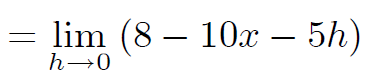 = lim (8 − 10x − 5h)
h→0